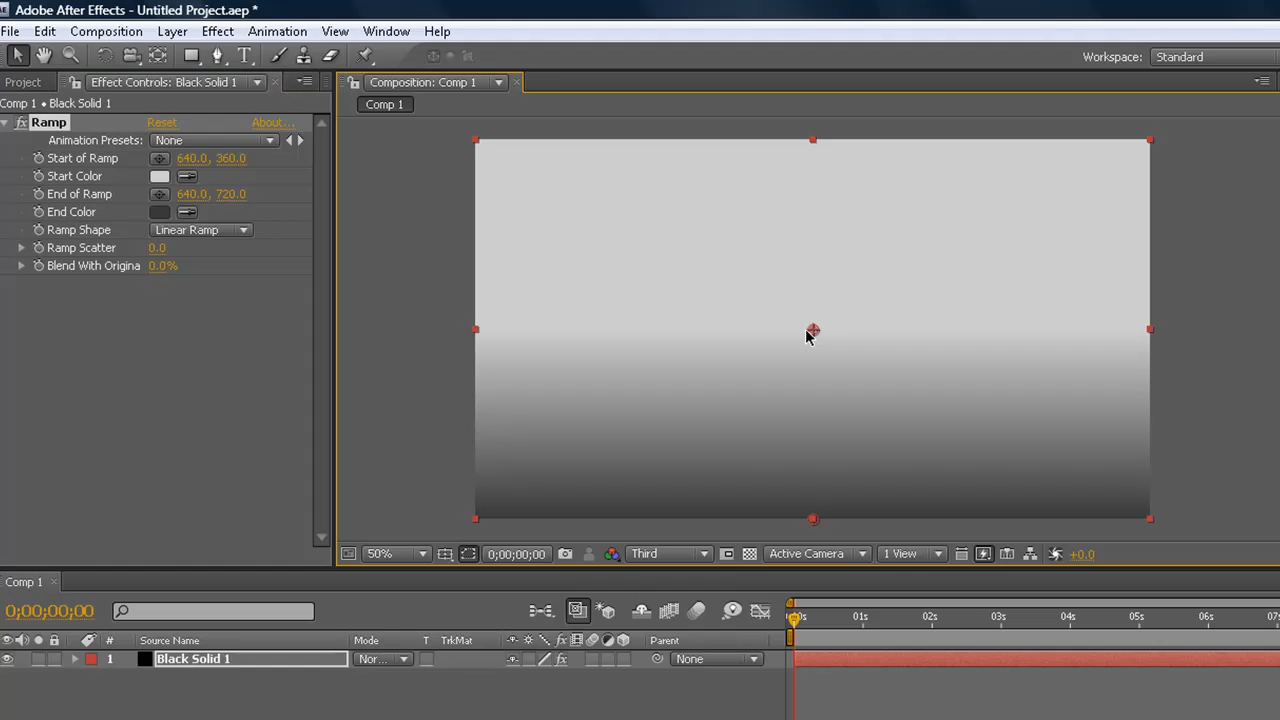 Adobe After Effects - Untitled Project.aep *
File Edit Composition Layer Effect Animation View Window Help
Workspace: Standard
Project Effect Controls: Black Solid 1 Composition: Comp 1
Comp 1 • Black Solid 1
Comp 1
fx Ramp Reset About...
Animation Presets: None
Start of Ramp 640.0, 360.0
Start Color
End of Ramp 640.0, 720.0
End Color
Ramp Shape Linear Ramp
Ramp Scatter 0.0
Blend With Origina 0.0%
50% 0;00;00;00 Third Active Camera 1 View +0.0
Comp 1
0;00;00;00
01s 02s 03s 04s 05s 06s
# Source Name Mode T TrkMat fx Parent
1 Black Solid 1 Nor... fx None